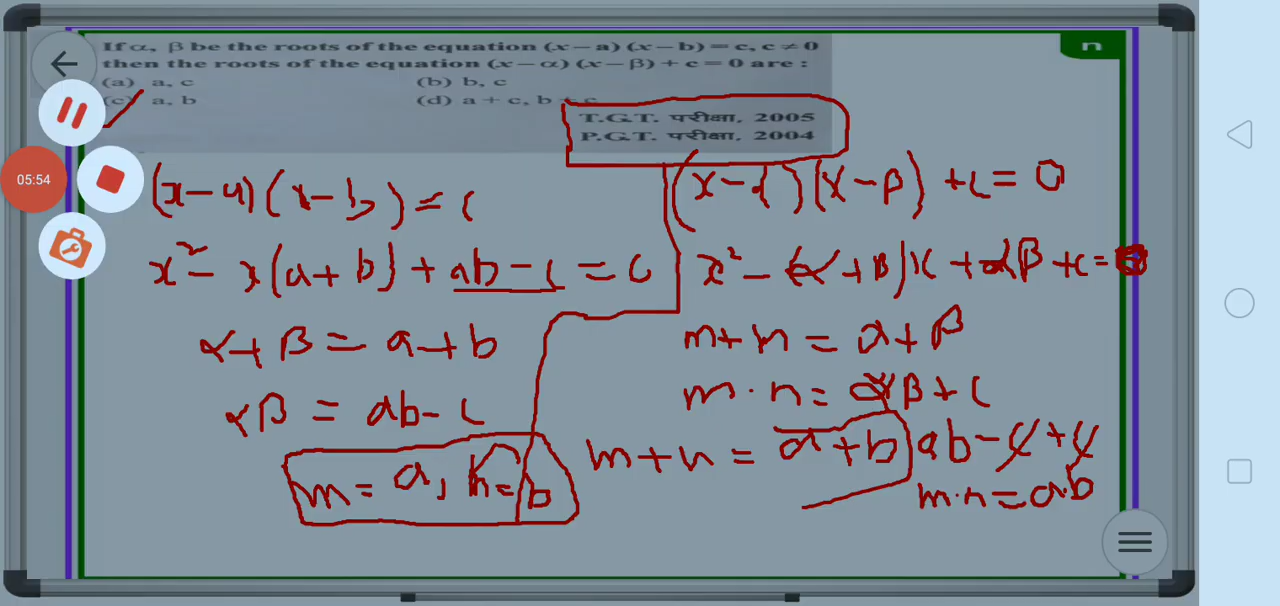 n
If α, β be the roots of the equation (x – a) (x – b) = c, c ≠ 0
then the roots of the equation (x – α) (x – β) + c = 0 are :
(a) a, c (b) b, c
(c) a, b (d) a + c, b + c
T.G.T. परीक्षा, 2005
P.G.T. परीक्षा, 2004
05:54
(x – a) (x – b) = c
x² – x(a + b) + ab – c = 0
α + β = a + b
αβ = ab – c
m = a, n = b
(x – α) (x – β) + c = 0
x² – (α + β)x + αβ + c = 0
m + n = α + β
m · n = αβ + c
m + n = a + b
ab – c + c
m · n = a·b